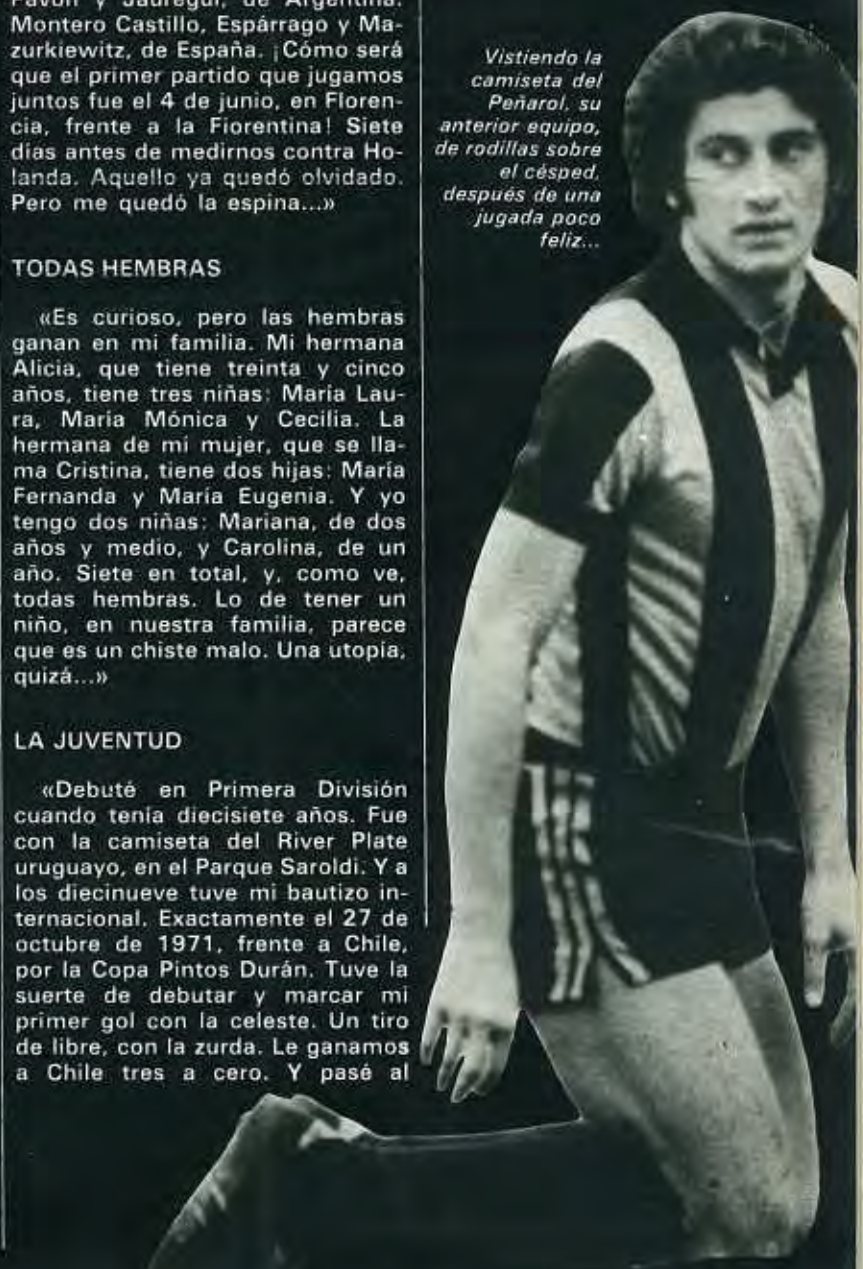 Pavón y Jáuregui, de Argentina.
Montero Castillo, Espárrago y Ma-
zurkiewitz, de España. ¡Cómo será
que el primer partido que jugamos
juntos fue el 4 de junio, en Floren-
cia, frente a la Fiorentina! Siete
días antes de medirnos contra Ho-
landa. Aquello ya quedó olvidado.
Pero me quedó la espina...»
TODAS HEMBRAS
«Es curioso, pero las hembras
ganan en mi familia. Mi hermana
Alicia, que tiene treinta y cinco
años, tiene tres niñas: María Lau-
ra, María Mónica y Cecilia. La
hermana de mi mujer, que se lla-
ma Cristina, tiene dos hijas: María
Fernanda y María Eugenia. Y yo
tengo dos niñas: Mariana, de dos
años y medio, y Carolina, de un
año. Siete en total, y, como ve,
todas hembras. Lo de tener un
niño, en nuestra familia, parece
que es un chiste malo. Una utopía,
quizá...»
LA JUVENTUD
«Debuté en Primera División
cuando tenía diecisiete años. Fue
con la camiseta del River Plate
uruguayo, en el Parque Saroldi. Y a
los diecinueve tuve mi bautizo in-
ternacional. Exactamente el 27 de
octubre de 1971, frente a Chile,
por la Copa Pintos Durán. Tuve la
suerte de debutar y marcar mi
primer gol con la celeste. Un tiro
de libre, con la zurda. Le ganamos
a Chile tres a cero. Y pasé al
Vistiendo la
camiseta del
Peñarol, su
anterior equipo,
de rodillas sobre
el césped,
después de una
jugada poco
feliz...